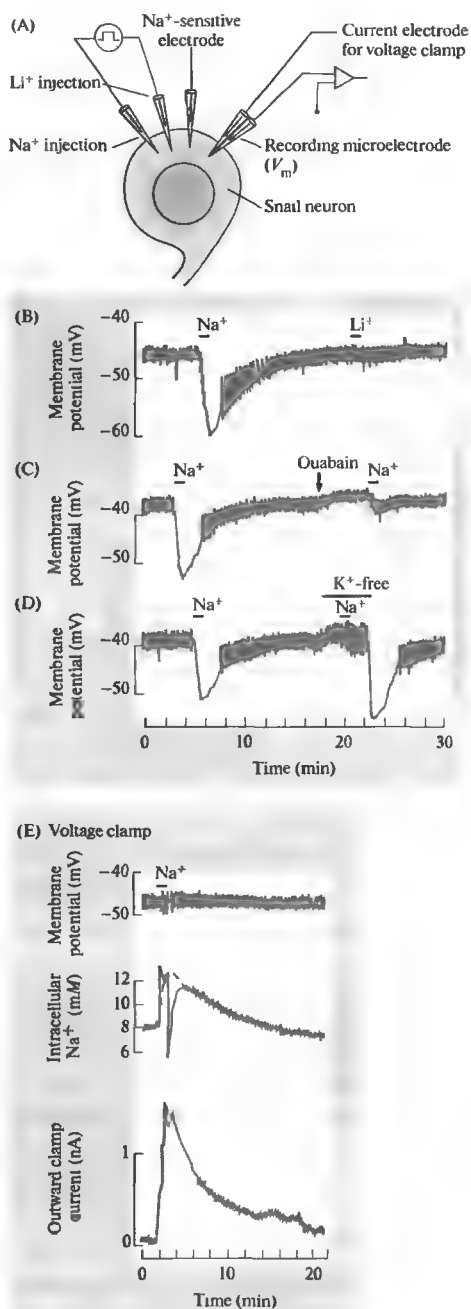 (A)
Na⁺-sensitive
electrode
Current electrode
for voltage clamp
Li⁺ injection
Na⁺ injection
Recording microelectrode
(Vm)
Snail neuron
(B)
Membrane
potential (mV)
−40
−50
−60
Na⁺
Li⁺
(C)
Membrane
potential (mV)
−40
−50
Na⁺
Ouabain
Na⁺
(D)
Membrane
potential (mV)
−40
−50
Na⁺
K⁺-free
Na⁺
0
10
20
30
Time (min)
(E) Voltage clamp
Membrane
potential (mV)
−40
−50
Na⁺
Intracellular
Na⁺ (mM)
12
10
8
6
Outward clamp
current (nA)
1
0
0
10
20
Time (min)